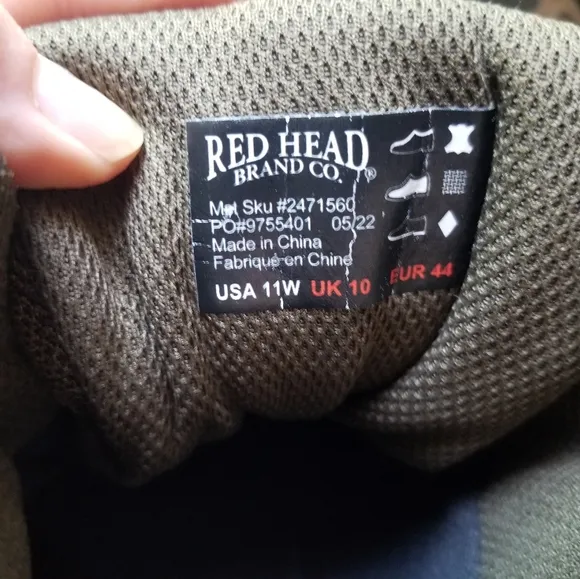 RED HEAD
BRAND CO.®
Mst Sku #2471560
PO#9755401 05/22
Made in China
Fabriqué en Chine
USA 11W UK 10 EUR 44